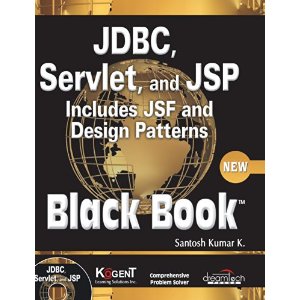 JDBC,
Servlet, and JSP
Includes JSF and
Design Patterns
NEW
Black Book™
Santosh Kumar K.
JDBC,
Servlet, and JSP
KOGENT
Learning Solutions Inc.
Comprehensive
Problem Solver
dreamtech
PRESS